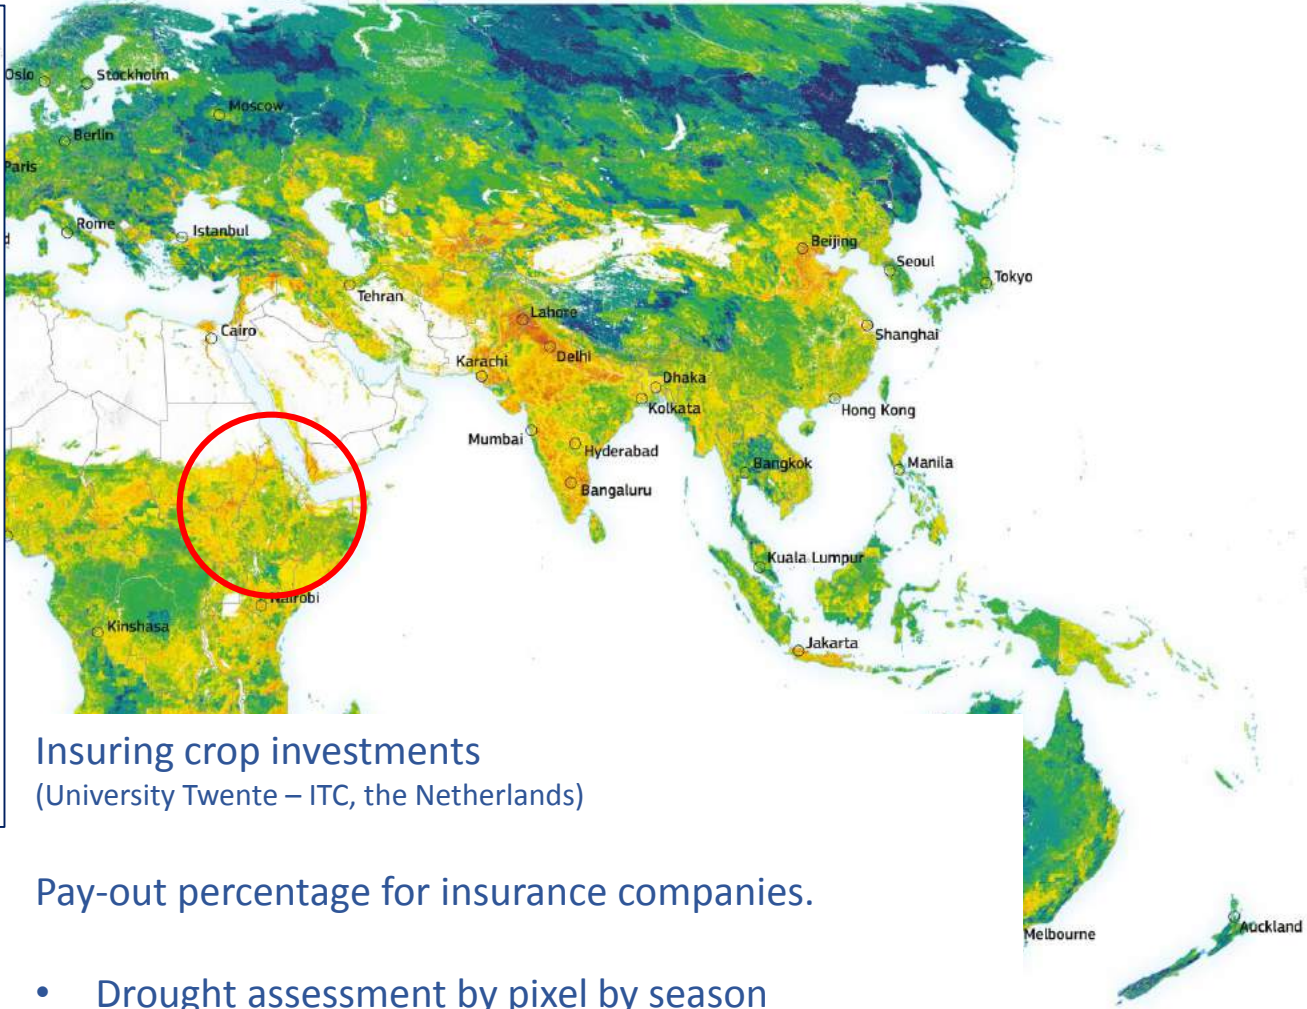 Oslo
Stockholm
Moscow
Berlin
Paris
Rome
Istanbul
Beijing
Seoul
Tokyo
Tehran
Lahore
Cairo
Shanghai
Delhi
Karachi
Dhaka
Kolkata
Hong Kong
Mumbai
Hyderabad
Bangkok
Manila
Bangaluru
Kuala Lumpur
Nairobi
Kinshasa
Jakarta
Insuring crop investments
(University Twente – ITC, the Netherlands)
Pay-out percentage for insurance companies.
Melbourne
Auckland
• Drought assessment by pixel by season